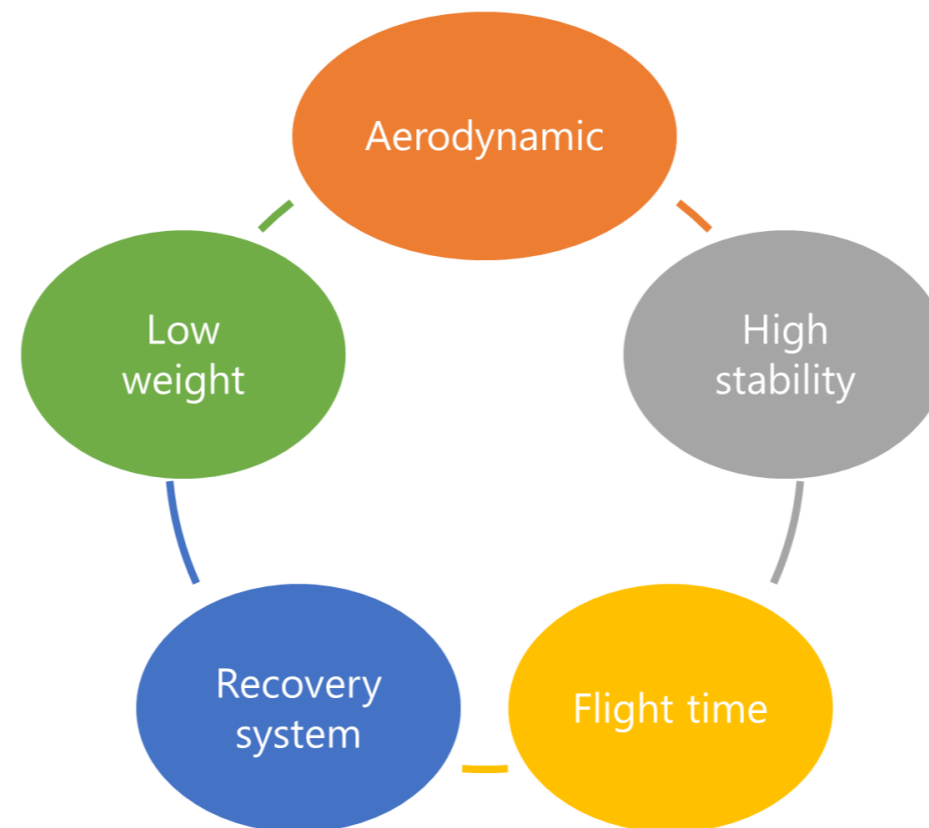 Aerodynamic
High
stability
Flight time
Recovery
system
Low
weight